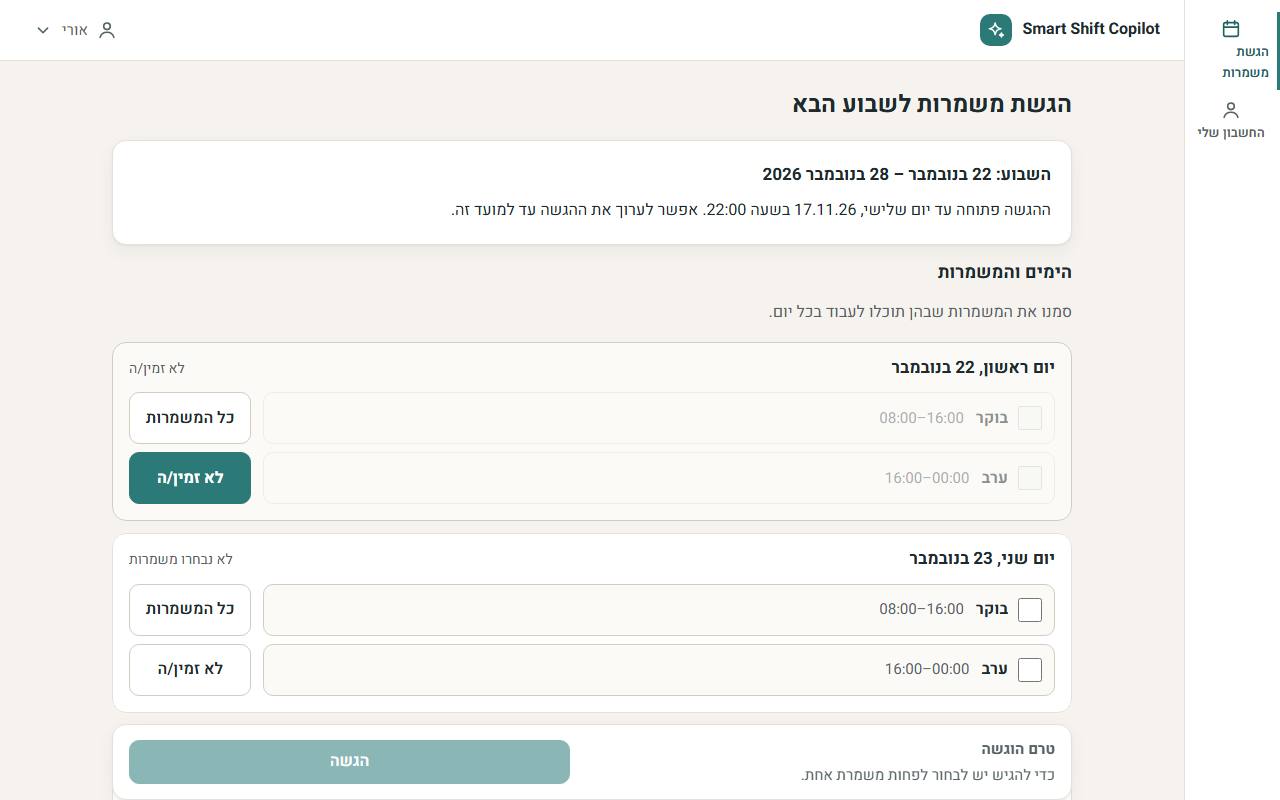 Smart Shift Copilot
אורי
הגשת
משמרות
החשבון שלי
הגשת משמרות לשבוע הבא
השבוע: 22 בנובמבר – 28 בנובמבר 2026
ההגשה פתוחה עד יום שלישי, 17.11.26 בשעה 22:00. אפשר לערוך את ההגשה עד למועד זה.
הימים והמשמרות
סמנו את המשמרות שבהן תוכלו לעבוד בכל יום.
יום ראשון, 22 בנובמבר
לא זמין/ה
בוקר 08:00–16:00
כל המשמרות
ערב 16:00–00:00
לא זמין/ה
יום שני, 23 בנובמבר
לא נבחרו משמרות
בוקר 08:00–16:00
כל המשמרות
ערב 16:00–00:00
לא זמין/ה
טרם הוגשה
כדי להגיש יש לבחור לפחות משמרת אחת.
הגשה